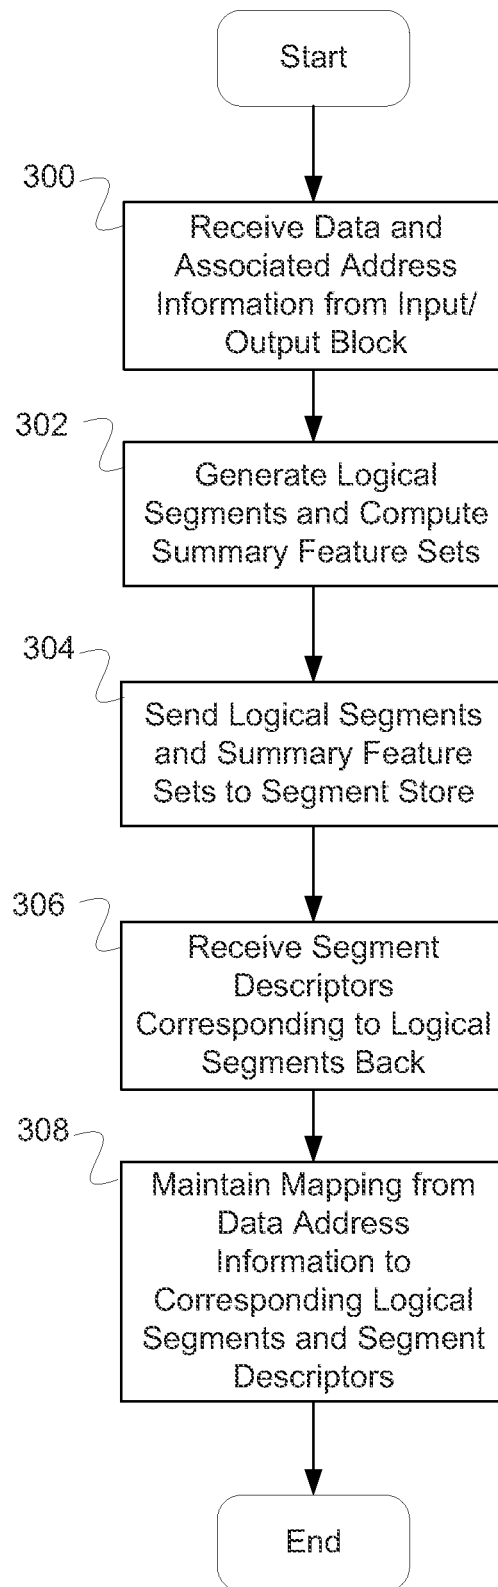 Start
300
Receive Data and
Associated Address
Information from Input/
Output Block
302
Generate Logical
Segments and Compute
Summary Feature Sets
304
Send Logical Segments
and Summary Feature
Sets to Segment Store
306
Receive Segment
Descriptors
Corresponding to Logical
Segments Back
308
Maintain Mapping from
Data Address
Information to
Corresponding Logical
Segments and Segment
Descriptors
End